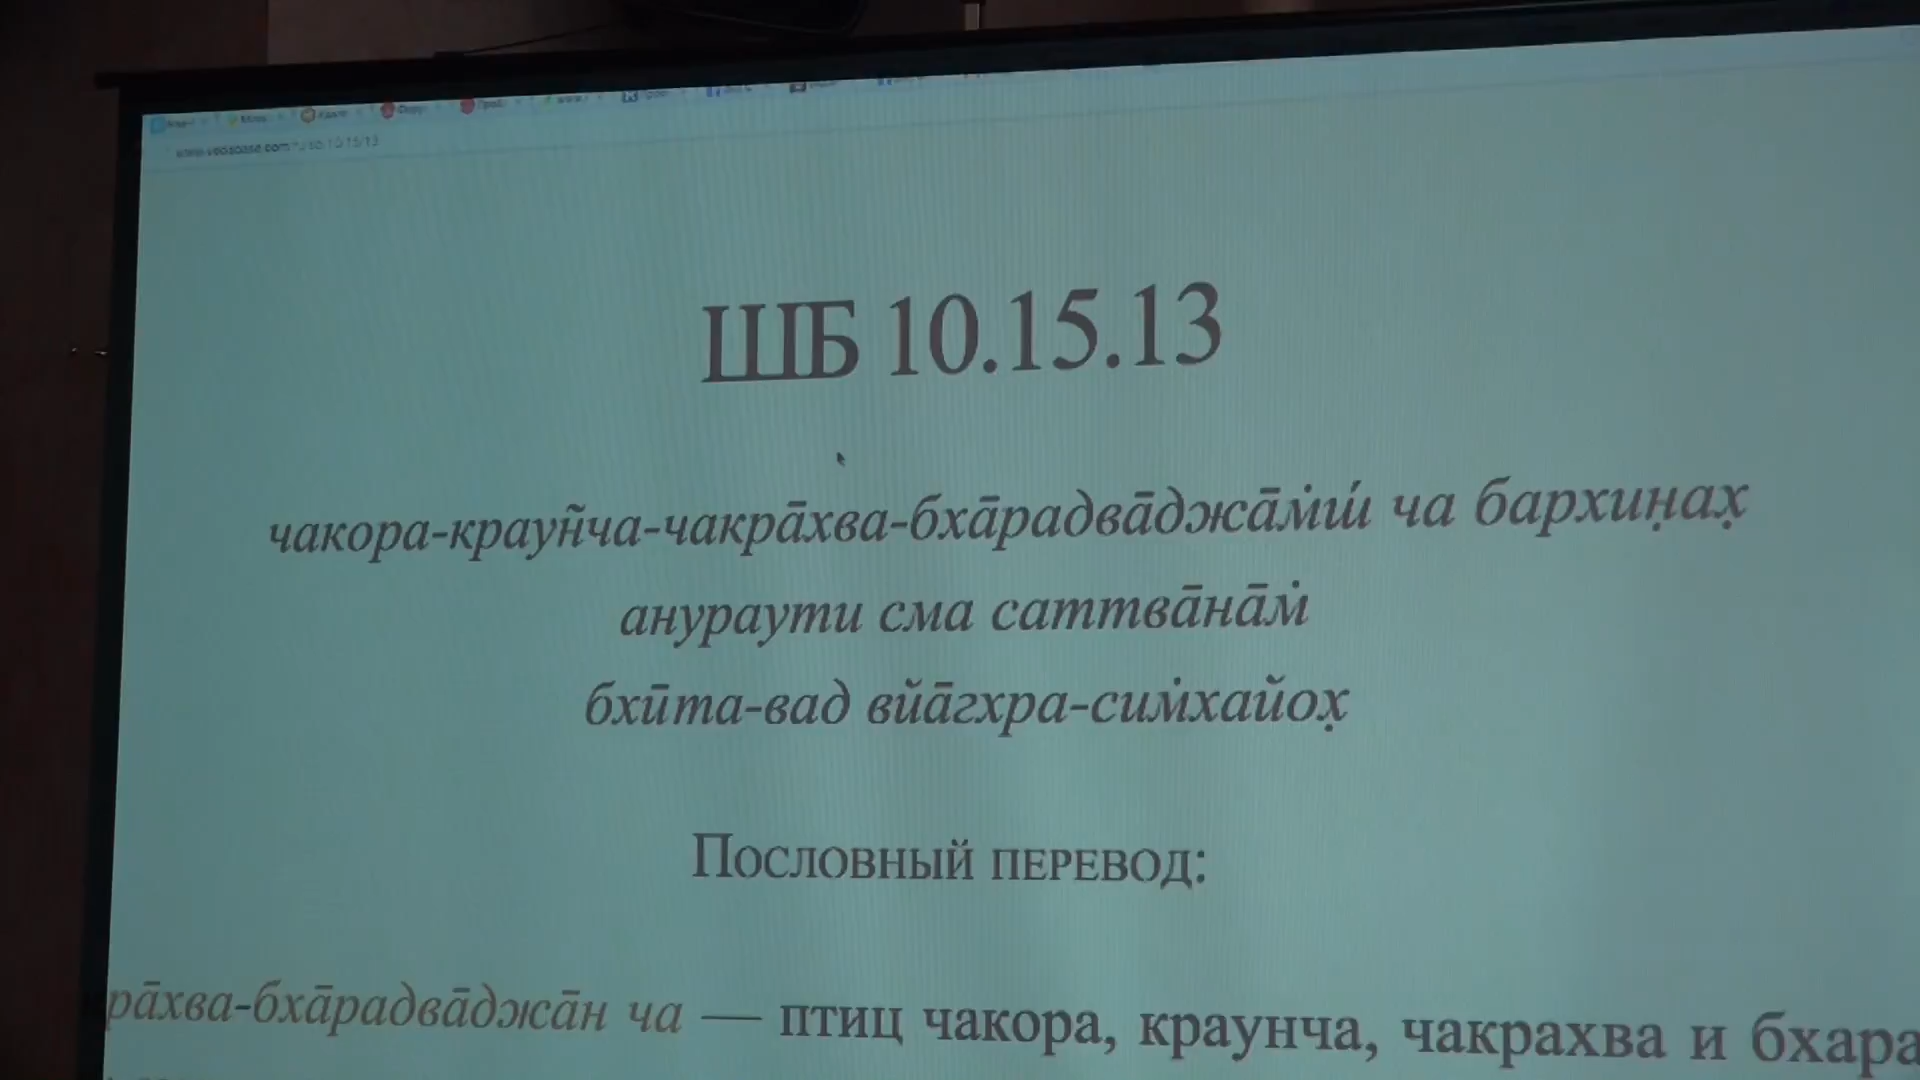 ШБ 10.15.13
чакора-краун̃ча-чакра̄хва-бха̄радва̄джа̄м̇ш́ ча бархин̣ах̣
анураути сма саттва̄на̄м̇
бхӣта-вад вйа̄гхра-сим̇хайох̣
Пословный перевод:
ра̄хва-бха̄радва̄джа̄н ча — птиц чакора, краунча, чакрахва и бхара